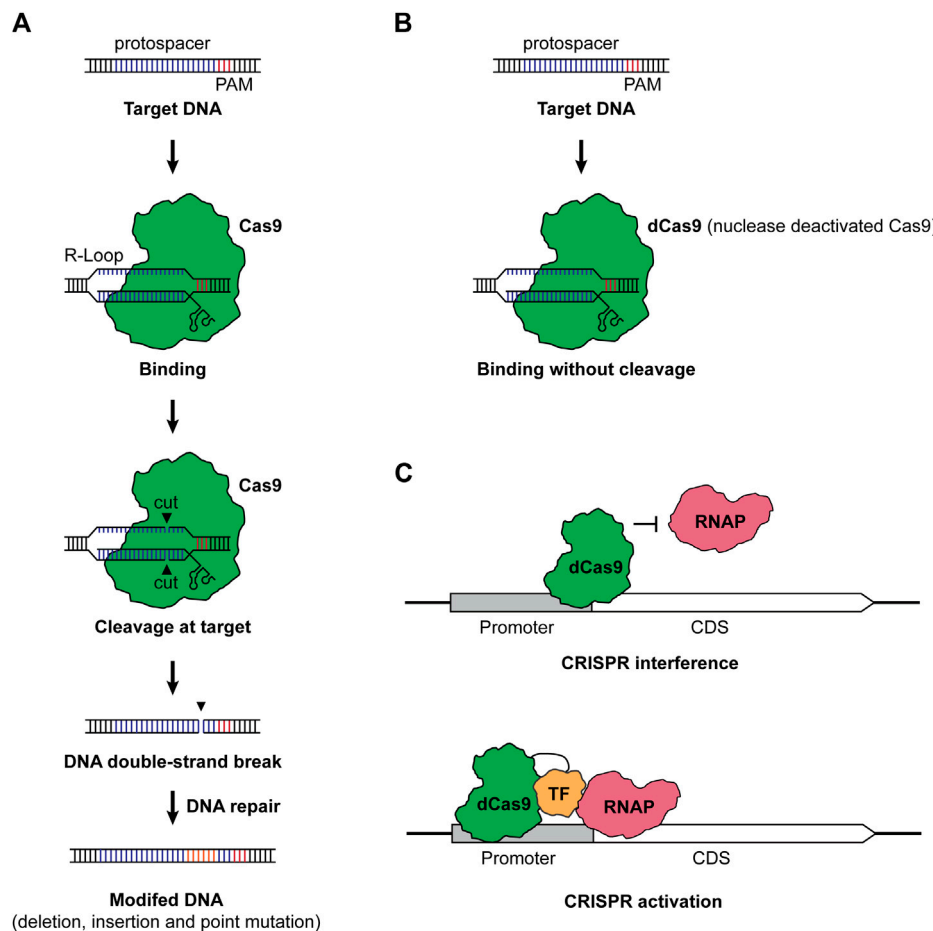 A
protospacer
PAM
Target DNA
Cas9
R-Loop
Binding
Cas9
cut
cut
Cleavage at target
DNA double-strand break
DNA repair
Modifed DNA
(deletion, insertion and point mutation)
B
protospacer
PAM
Target DNA
dCas9 (nuclease deactivated Cas9)
Binding without cleavage
C
RNAP
dCas9
Promoter
CDS
CRISPR interference
dCas9
TF
RNAP
Promoter
CDS
CRISPR activation